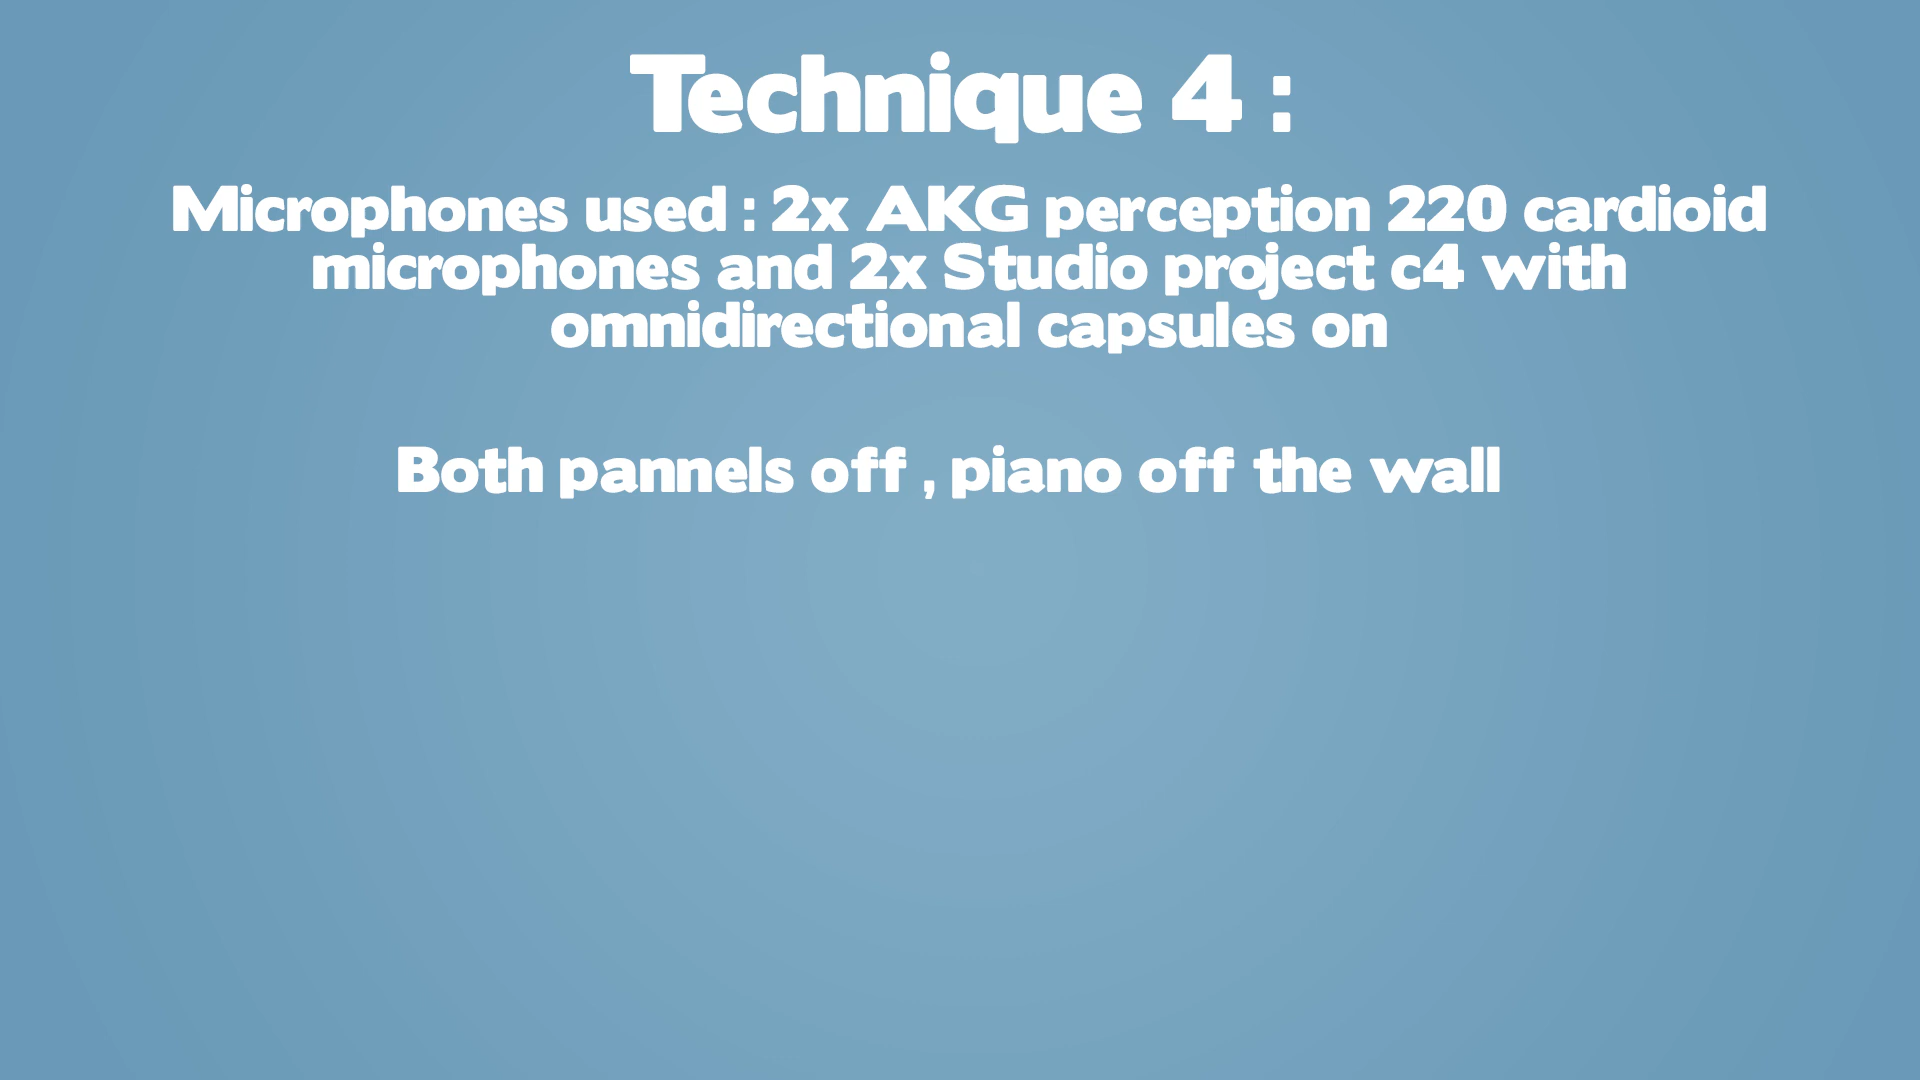 Technique 4 :
Microphones used : 2x AKG perception 220 cardioid
microphones and 2x Studio project c4 with
omnidirectional capsules on
Both pannels off , piano off the wall